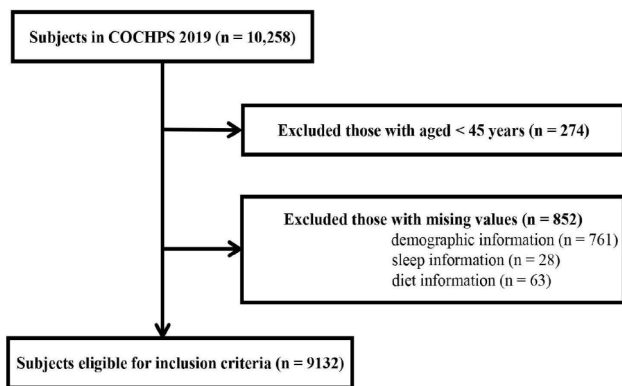 Subjects in COCHPS 2019 (n = 10,258)
Excluded those with aged < 45 years (n = 274)
Excluded those with mising values (n = 852)
demographic information (n = 761)
sleep information (n = 28)
diet information (n = 63)
Subjects eligible for inclusion criteria (n = 9132)